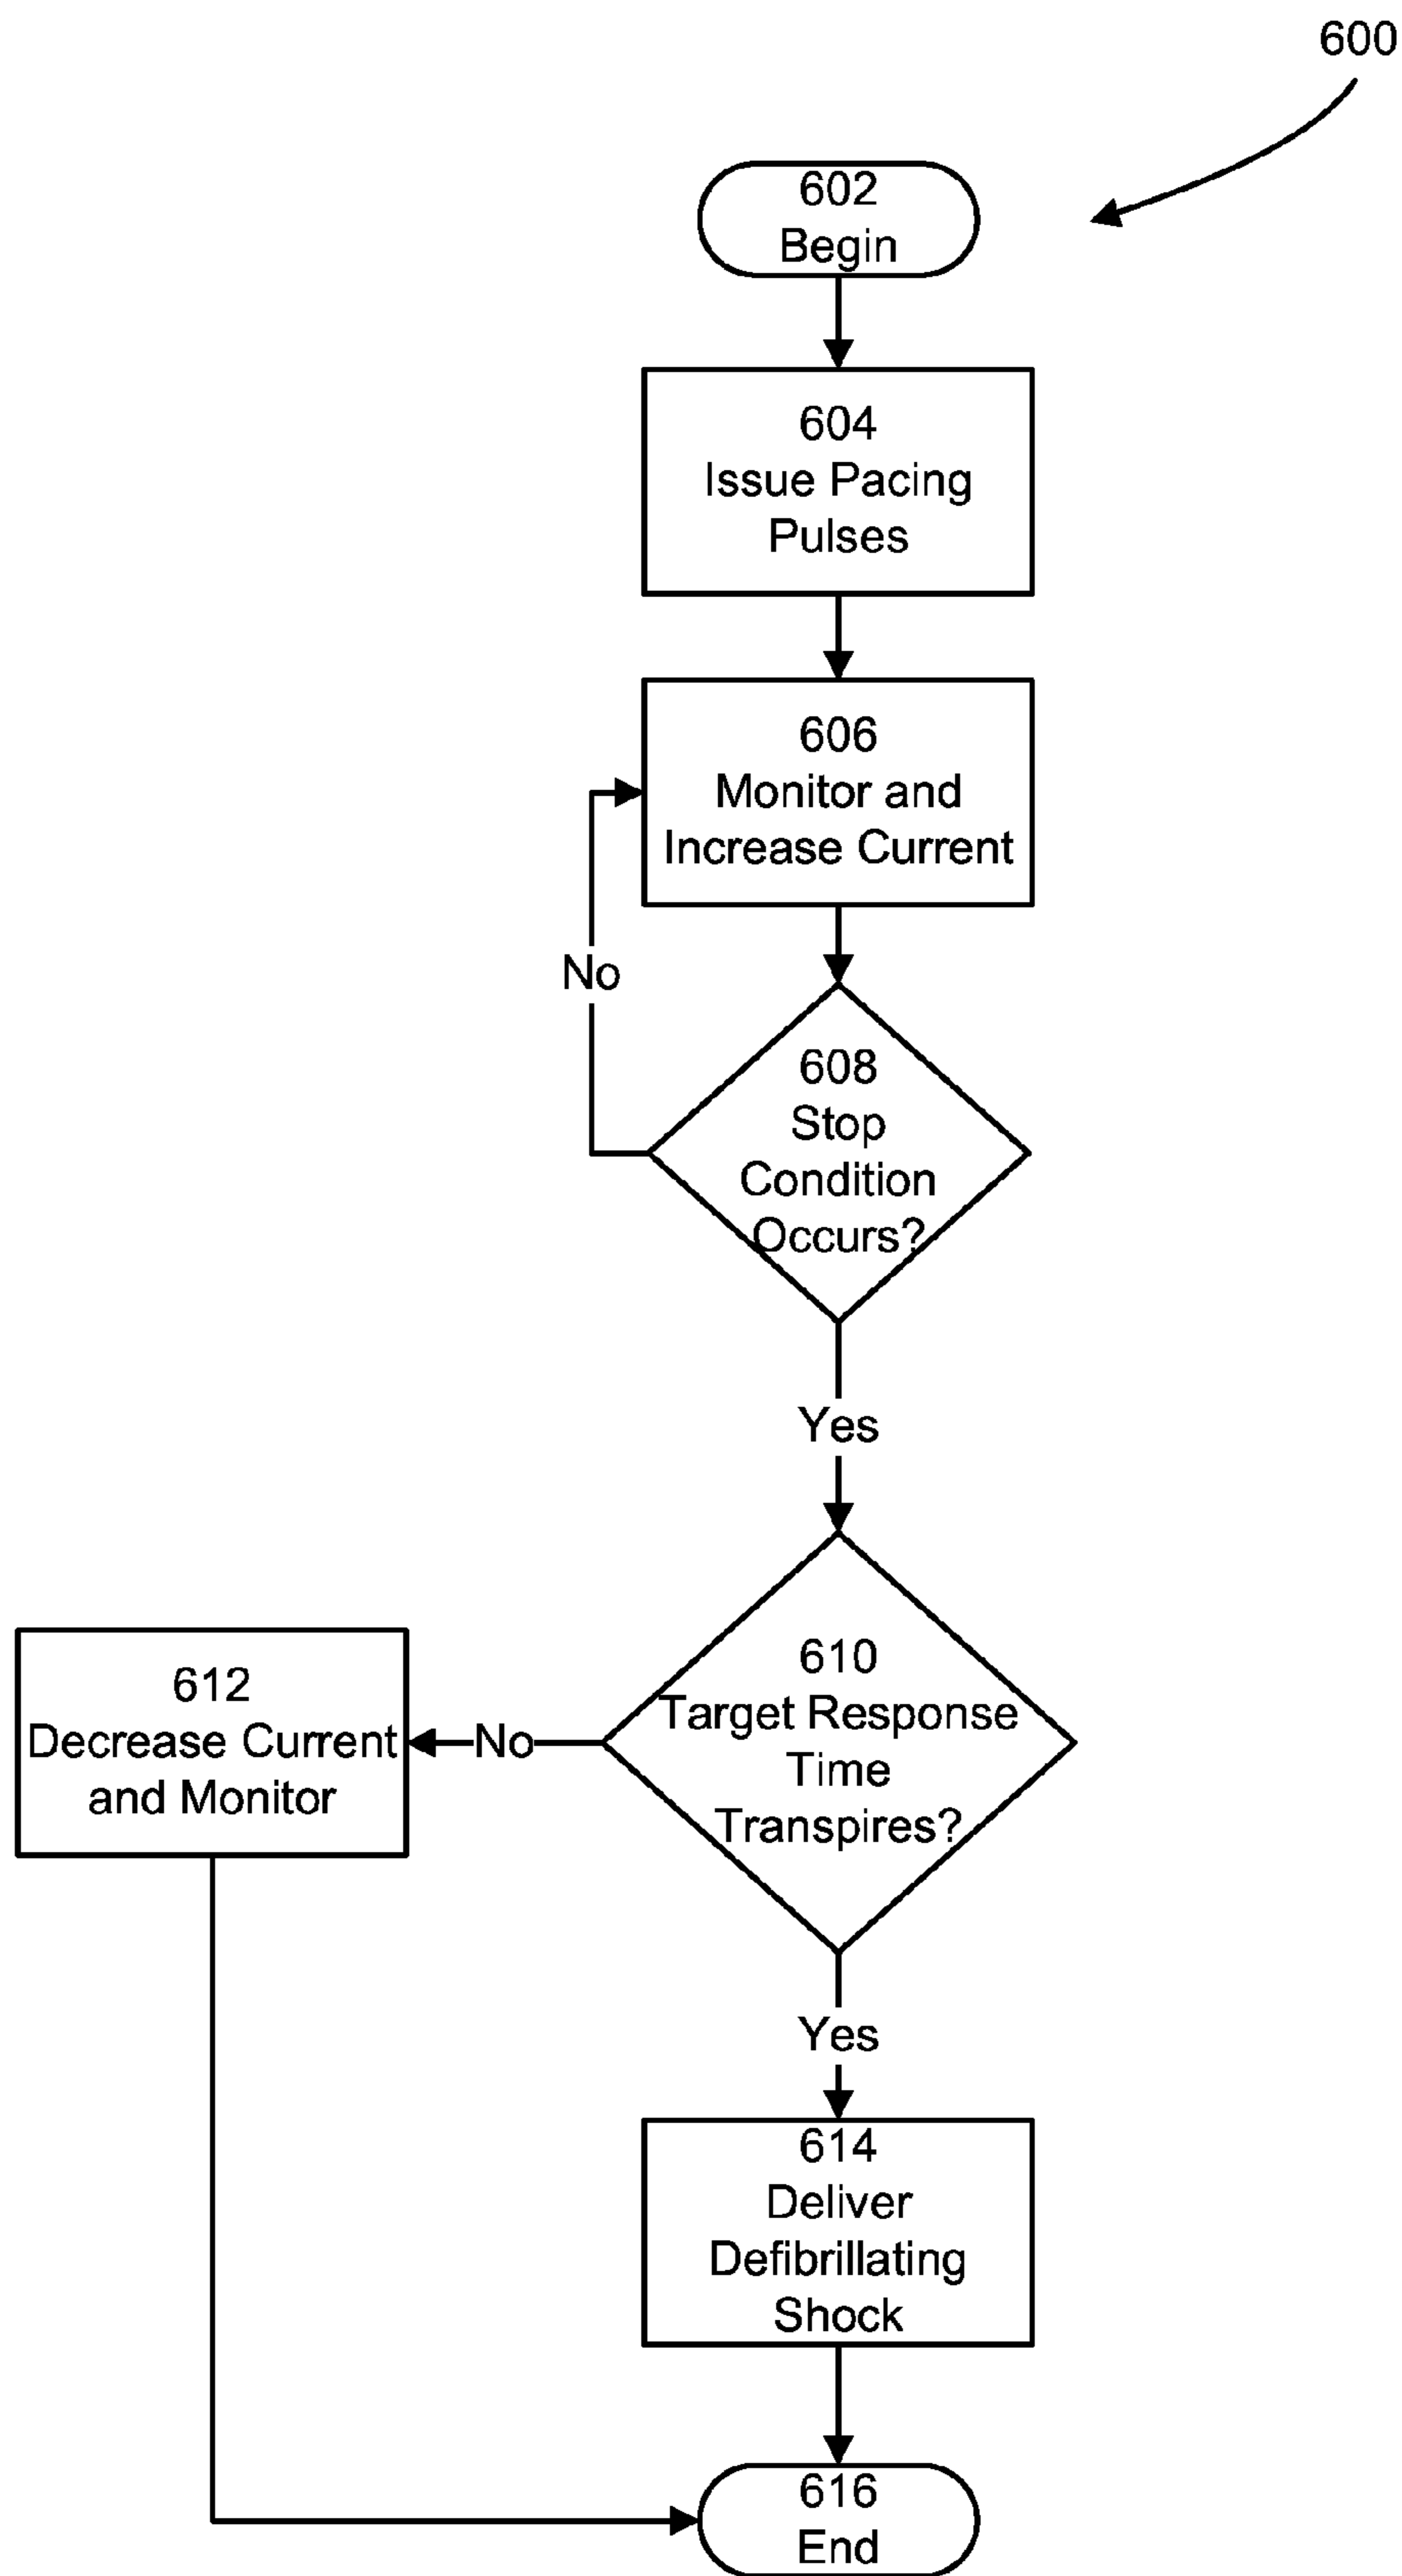 600
602
Begin
604
Issue Pacing
Pulses
606
Monitor and
Increase Current
No
608
Stop
Condition
Occurs?
Yes
610
Target Response
Time
Transpires?
No
612
Decrease Current
and Monitor
Yes
614
Deliver
Defibrillating
Shock
616
End